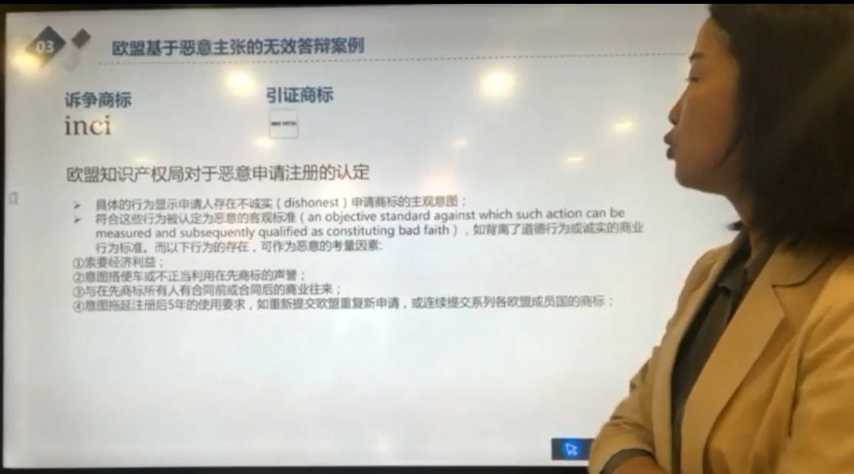 03 欧盟基于恶意主张的无效答辩案例
诉争商标 引证商标
inci
欧盟知识产权局对于恶意申请注册的认定
具体的行为显示申请人存在不诚实（dishonest）申请商标的主观意图；
符合这些行为被认定为恶意的客观标准（an objective standard against which such action can be
measured and subsequently qualified as constituting bad faith），如背离了道德行为或诚实的商业
行为标准。而以下行为的存在，可作为恶意的考量因素:
①索要经济利益；
②意图搭便车或不正当利用在先商标的声誉；
③与在先商标所有人有合同前或合同后的商业往来；
④意图拖延注册后5年的使用要求，如重新提交欧盟重复新申请，或连续提交系列各欧盟成员国的商标；